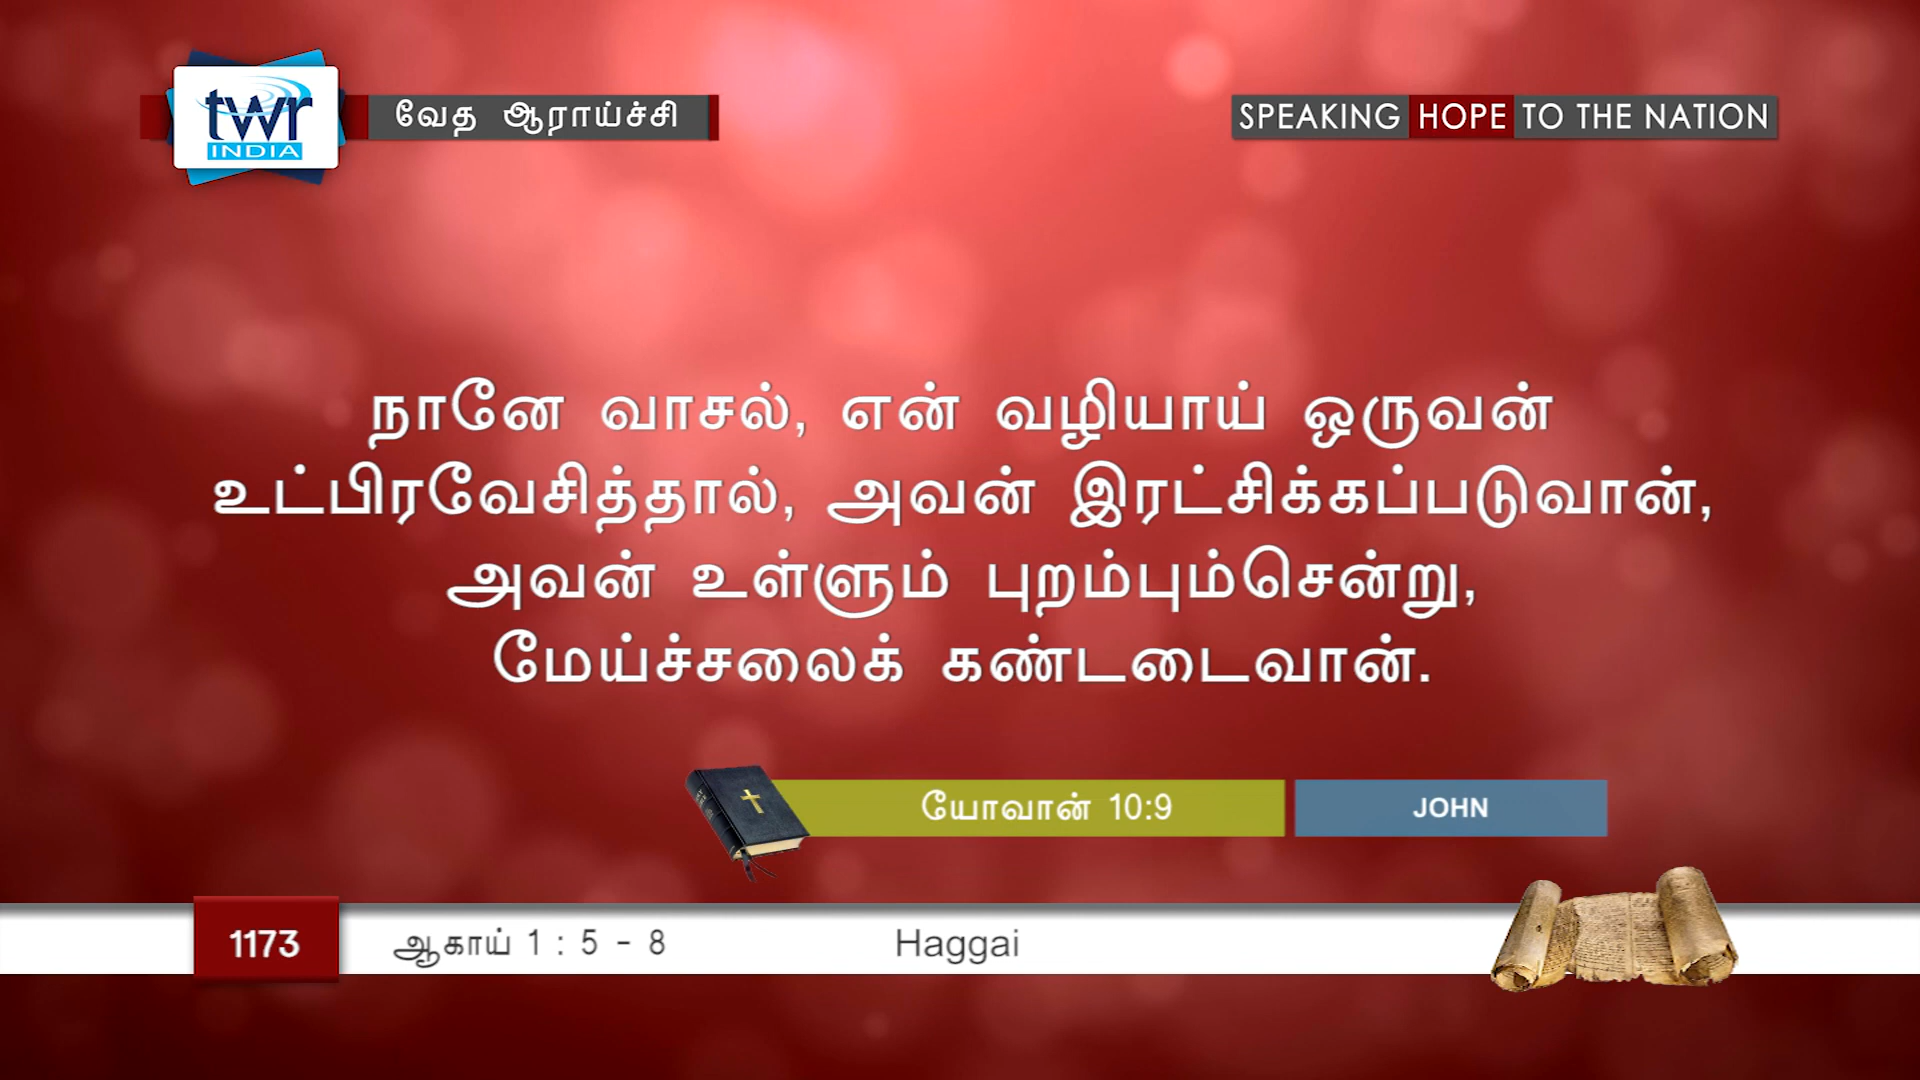 twr
INDIA
வேத ஆராய்ச்சி
SPEAKING HOPE TO THE NATION
நானே வாசல், என் வழியாய் ஒருவன்
உட்பிரவேசித்தால், அவன் இரட்சிக்கப்படுவான்,
அவன் உள்ளும் புறம்பும்சென்று,
மேய்ச்சலைக் கண்டடைவான்.
யோவான் 10:9
JOHN
1173
ஆகாய் 1 : 5 - 8
Haggai